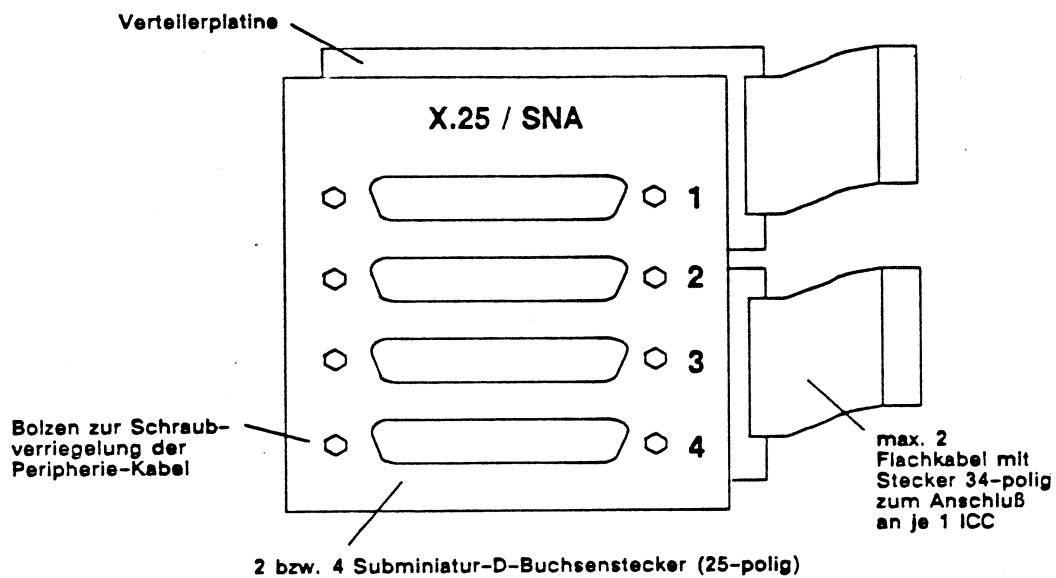 Verteilerplatine
X.25 / SNA
1
2
3
4
Bolzen zur Schraub-
verriegelung der
Peripherie-Kabel
max. 2
Flachkabel mit
Stecker 34-polig
zum Anschluß
an je 1 ICC
2 bzw. 4 Subminiatur-D-Buchsenstecker (25-polig)